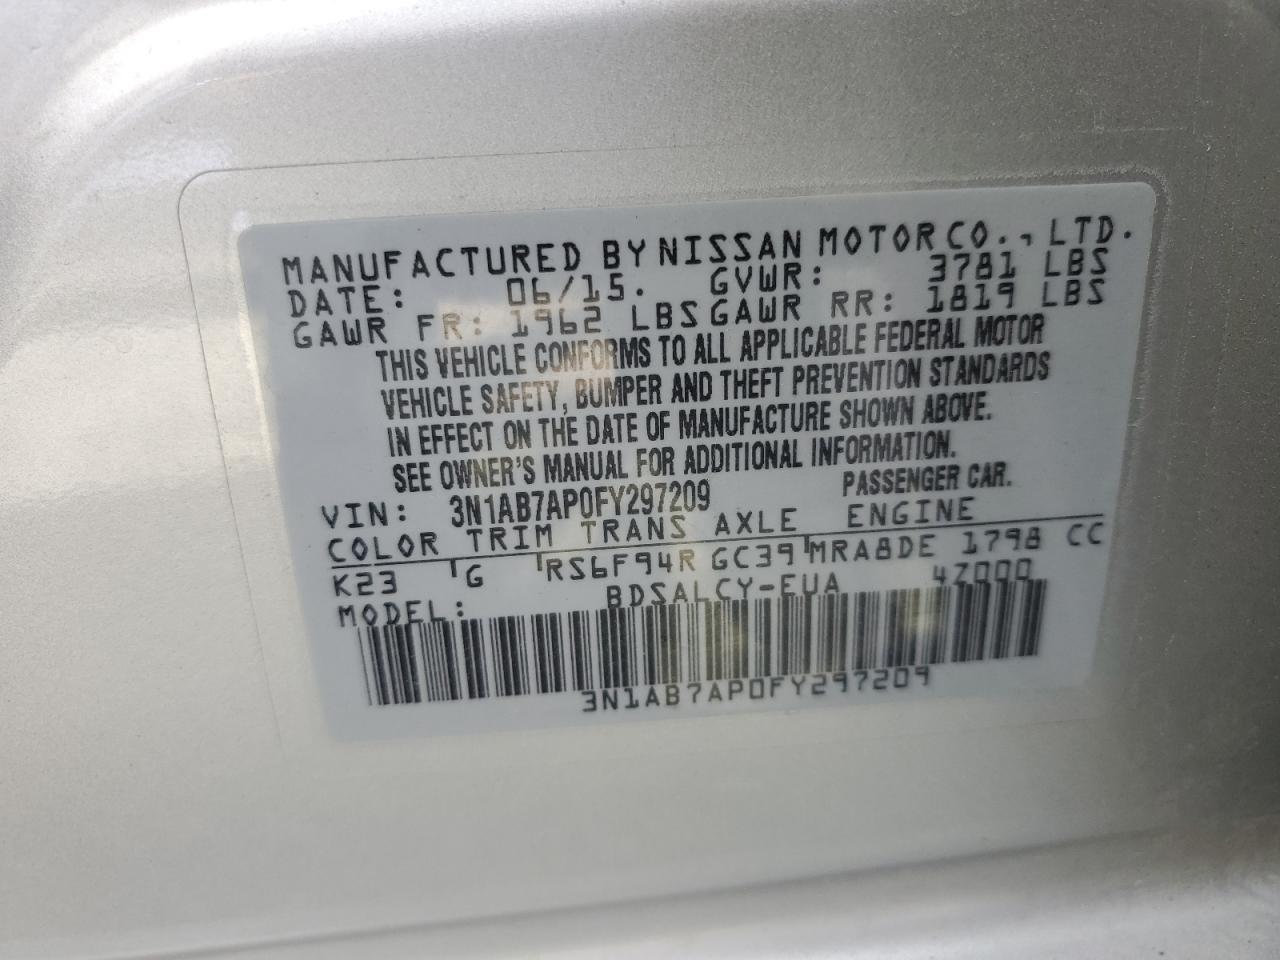 MANUFACTURED BY NISSAN MOTOR CO., LTD.
DATE: 06/15. GVWR: 3781 LBS
GAWR FR: 1962 LBS GAWR RR: 1819 LBS
THIS VEHICLE CONFORMS TO ALL APPLICABLE FEDERAL MOTOR
VEHICLE SAFETY, BUMPER AND THEFT PREVENTION STANDARDS
IN EFFECT ON THE DATE OF MANUFACTURE SHOWN ABOVE.
SEE OWNER'S MANUAL FOR ADDITIONAL INFORMATION.
VIN: 3N1AB7AP0FY297209 PASSENGER CAR.
COLOR TRIM TRANS AXLE ENGINE
K23 G RS6F94R GC39 MRA8DE 1798 CC
MODEL: BDSALCY-EUA 4Z000
3N1AB7AP0FY297209